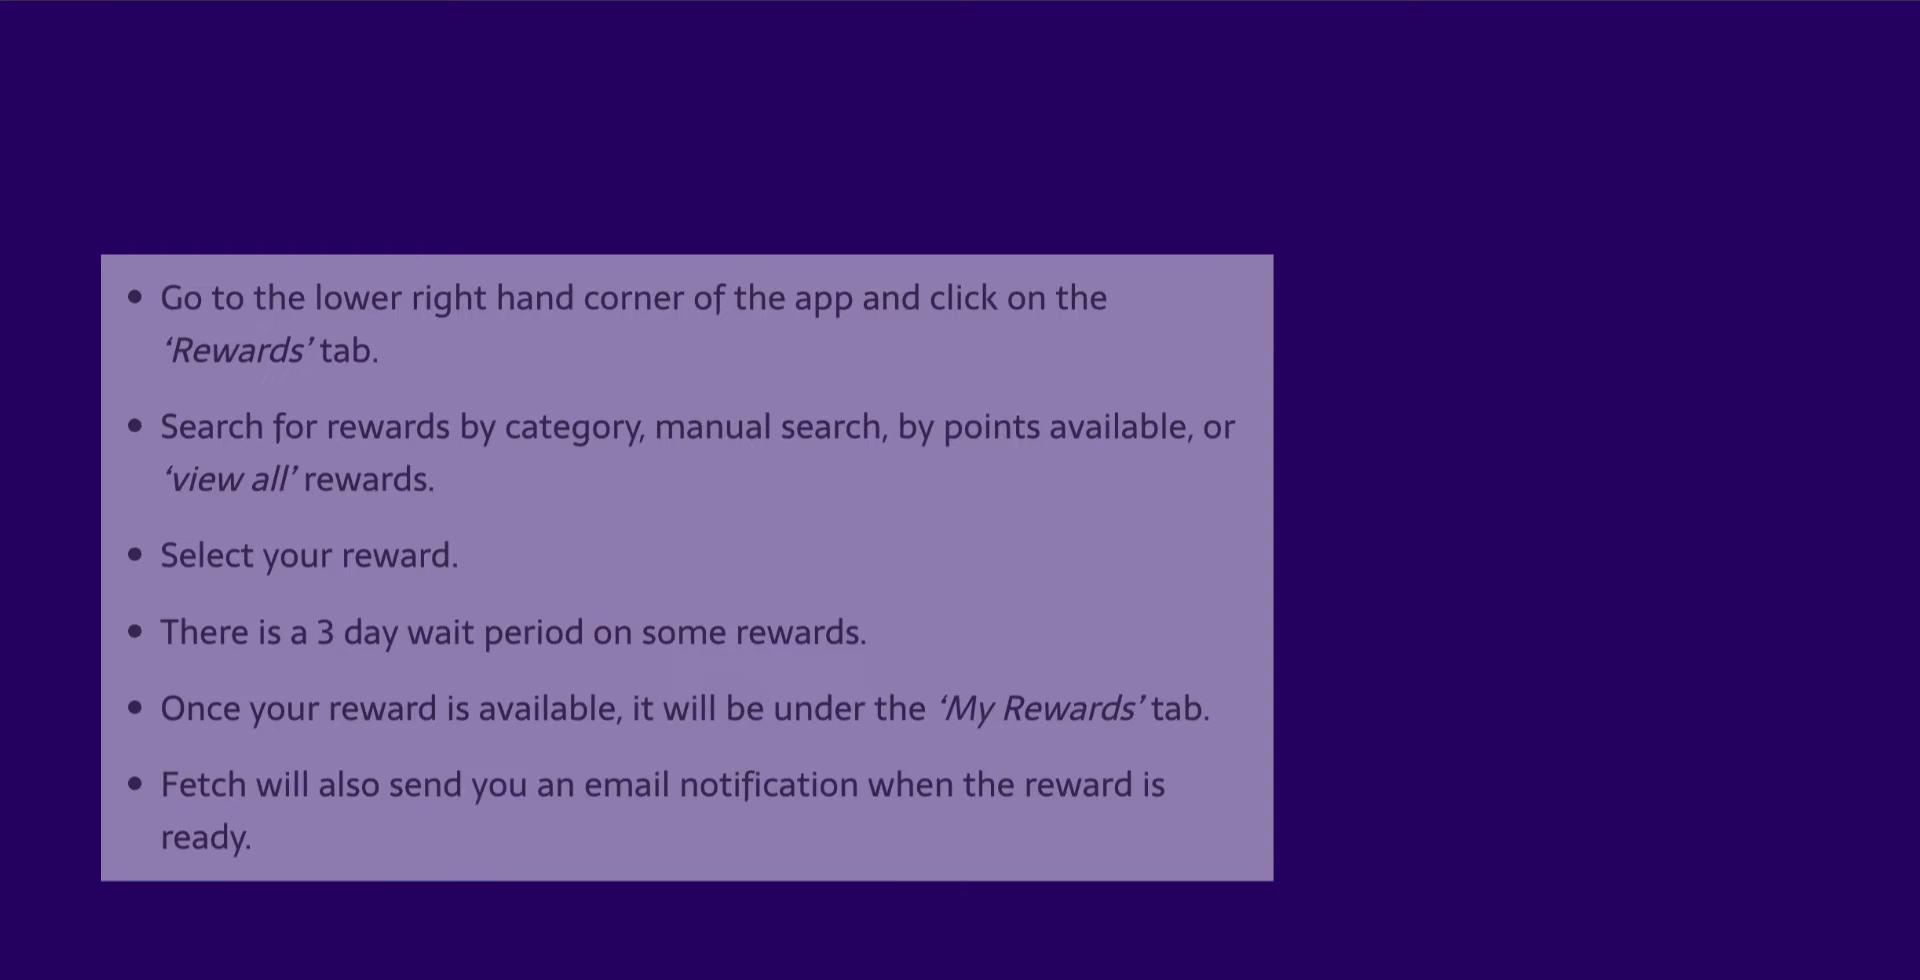 • Go to the lower right hand corner of the app and click on the
‘Rewards’ tab.
• Search for rewards by category, manual search, by points available, or
‘view all’ rewards.
• Select your reward.
• There is a 3 day wait period on some rewards.
• Once your reward is available, it will be under the ‘My Rewards’ tab.
• Fetch will also send you an email notification when the reward is
ready.